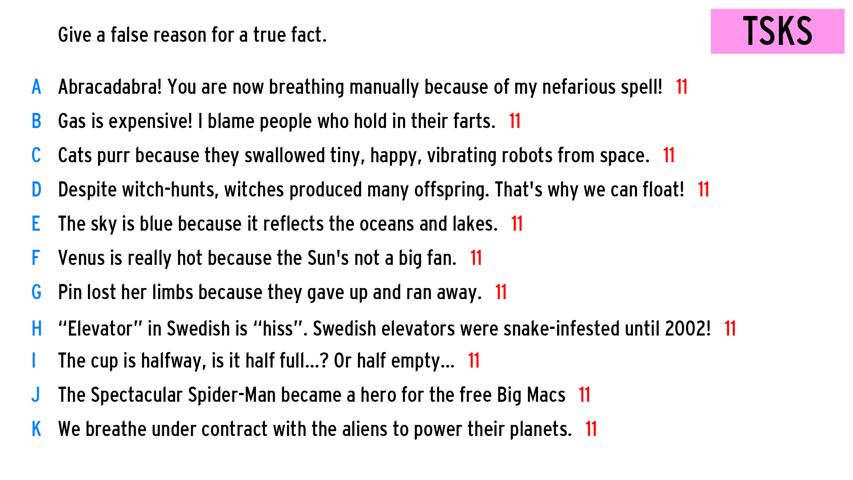 Give a false reason for a true fact.
TSKS
A Abracadabra! You are now breathing manually because of my nefarious spell! 11
B Gas is expensive! I blame people who hold in their farts. 11
C Cats purr because they swallowed tiny, happy, vibrating robots from space. 11
D Despite witch-hunts, witches produced many offspring. That's why we can float! 11
E The sky is blue because it reflects the oceans and lakes. 11
F Venus is really hot because the Sun's not a big fan. 11
G Pin lost her limbs because they gave up and ran away. 11
H “Elevator” in Swedish is “hiss”. Swedish elevators were snake-infested until 2002! 11
I The cup is halfway, is it half full...? Or half empty... 11
J The Spectacular Spider-Man became a hero for the free Big Macs 11
K We breathe under contract with the aliens to power their planets. 11